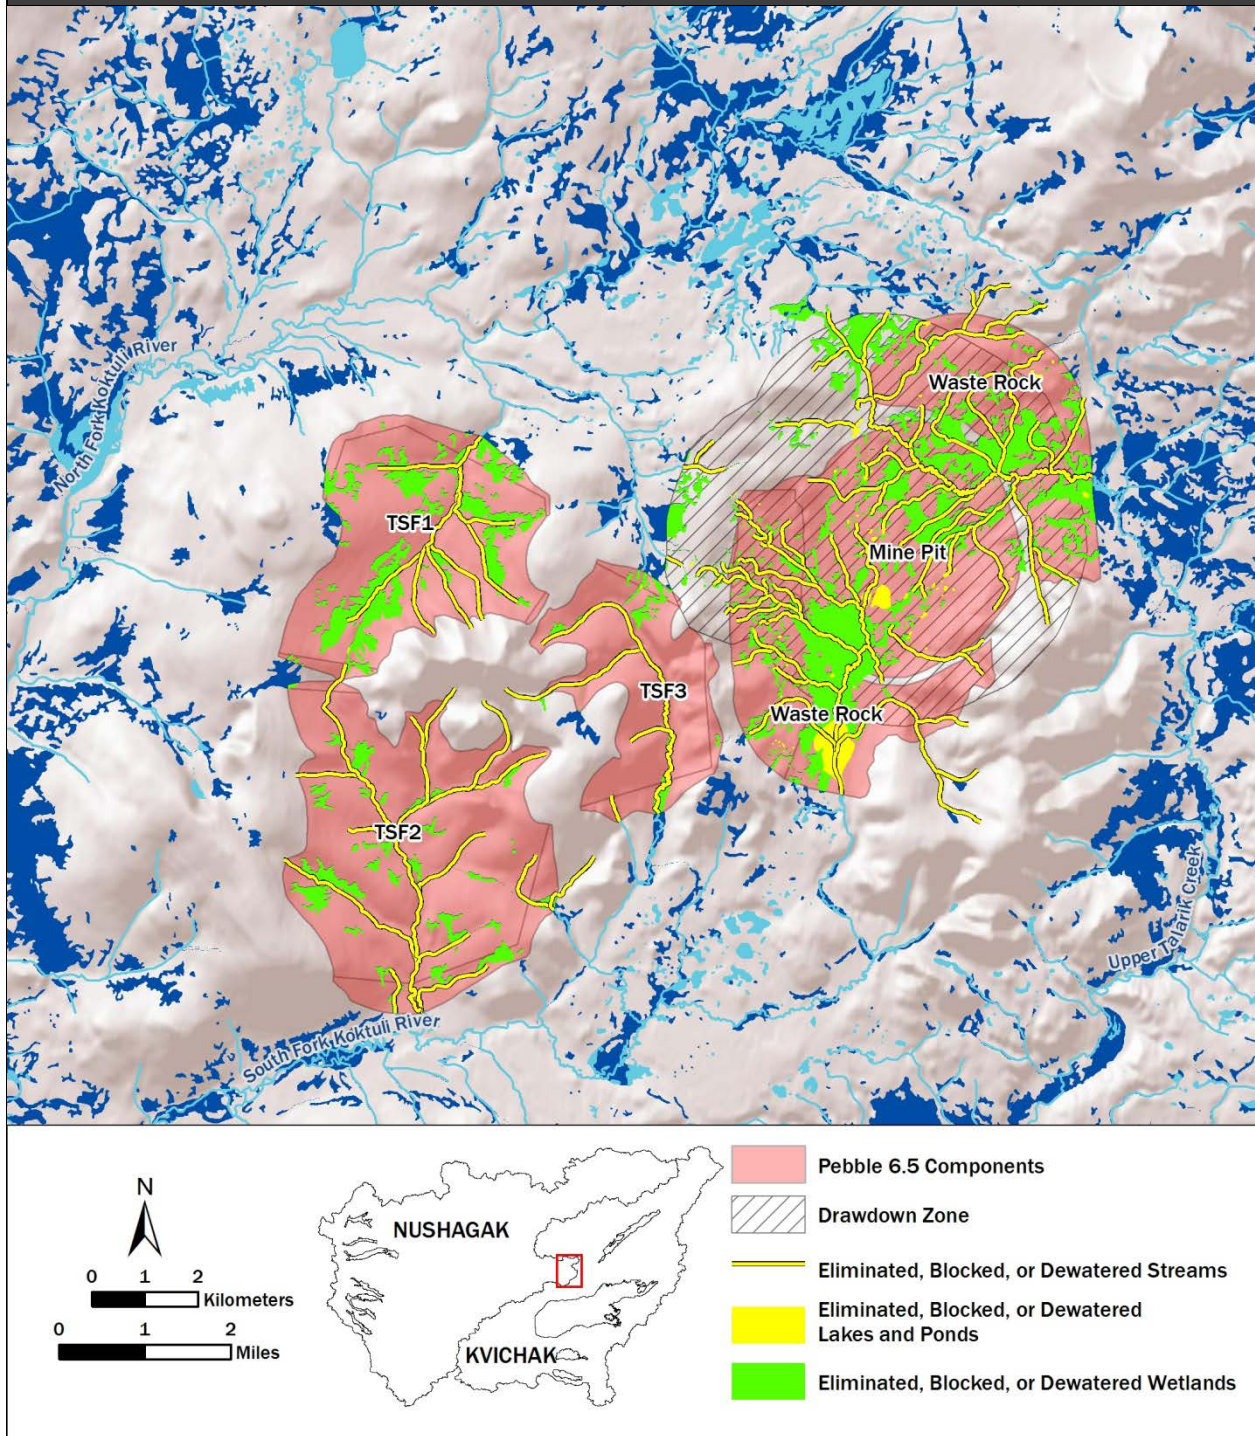 North Fork Koktuli River
Waste Rock
TSF1
Mine Pit
TSF3
Waste Rock
TSF2
Upper Talarik Creek
South Fork Koktuli River
N
0 1 2
Kilometers
0 1 2
Miles
NUSHAGAK
KVICHAK
Pebble 6.5 Components
Drawdown Zone
Eliminated, Blocked, or Dewatered Streams
Eliminated, Blocked, or Dewatered
Lakes and Ponds
Eliminated, Blocked, or Dewatered Wetlands